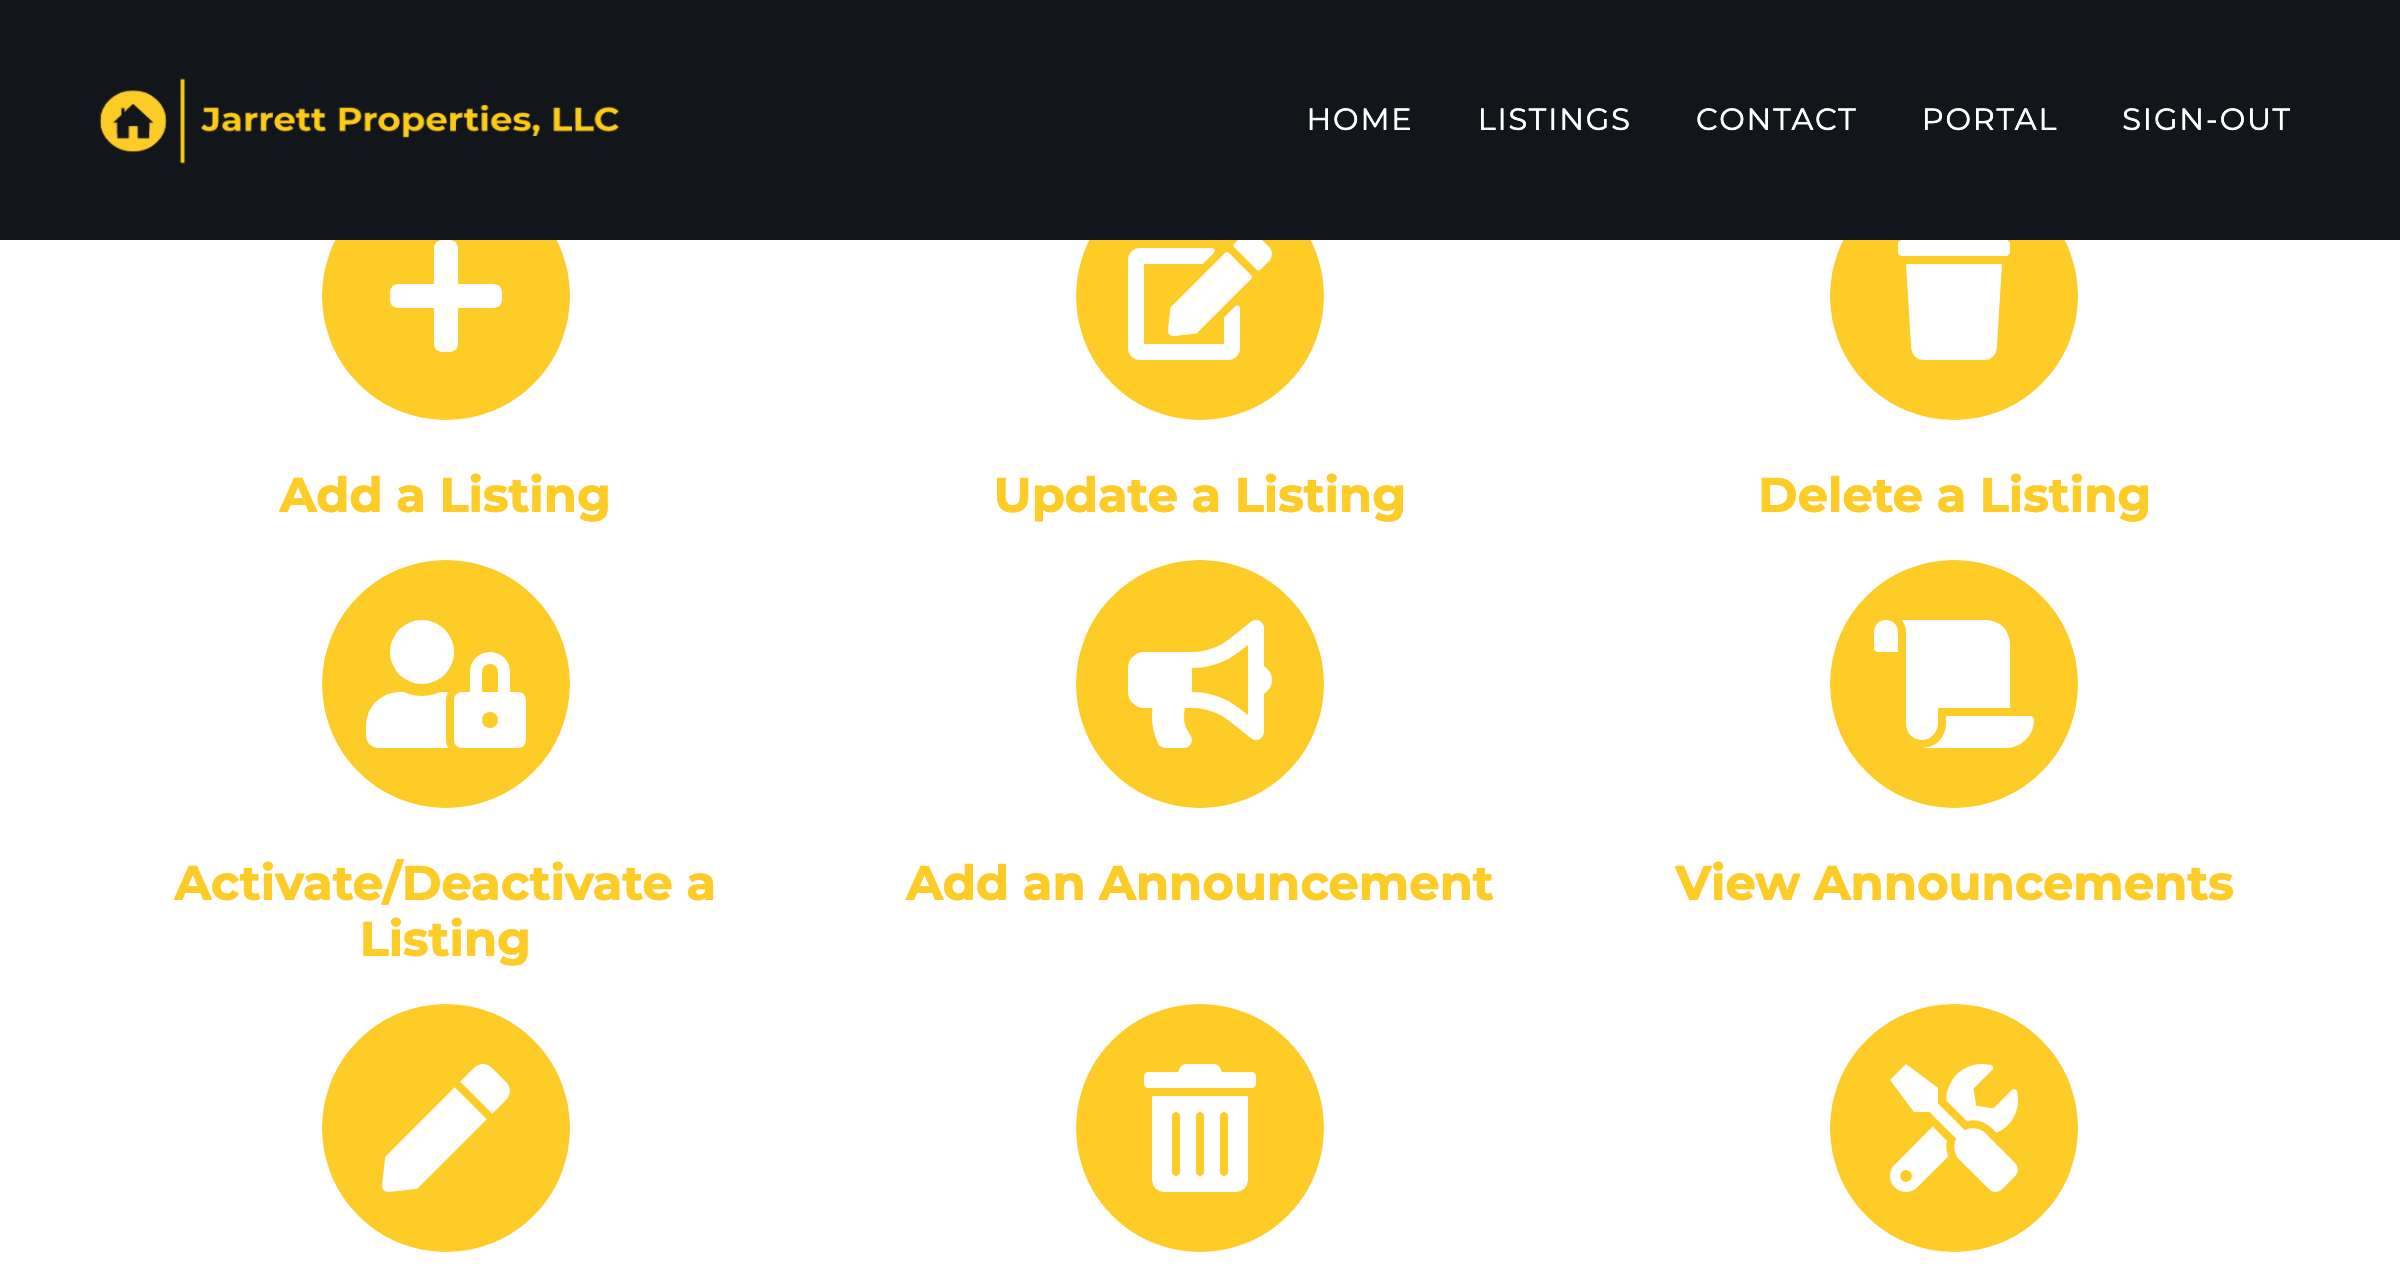 Jarrett Properties, LLC
HOME LISTINGS CONTACT PORTAL SIGN-OUT
Add a Listing
Update a Listing
Delete a Listing
Activate/Deactivate a
Listing
Add an Announcement
View Announcements